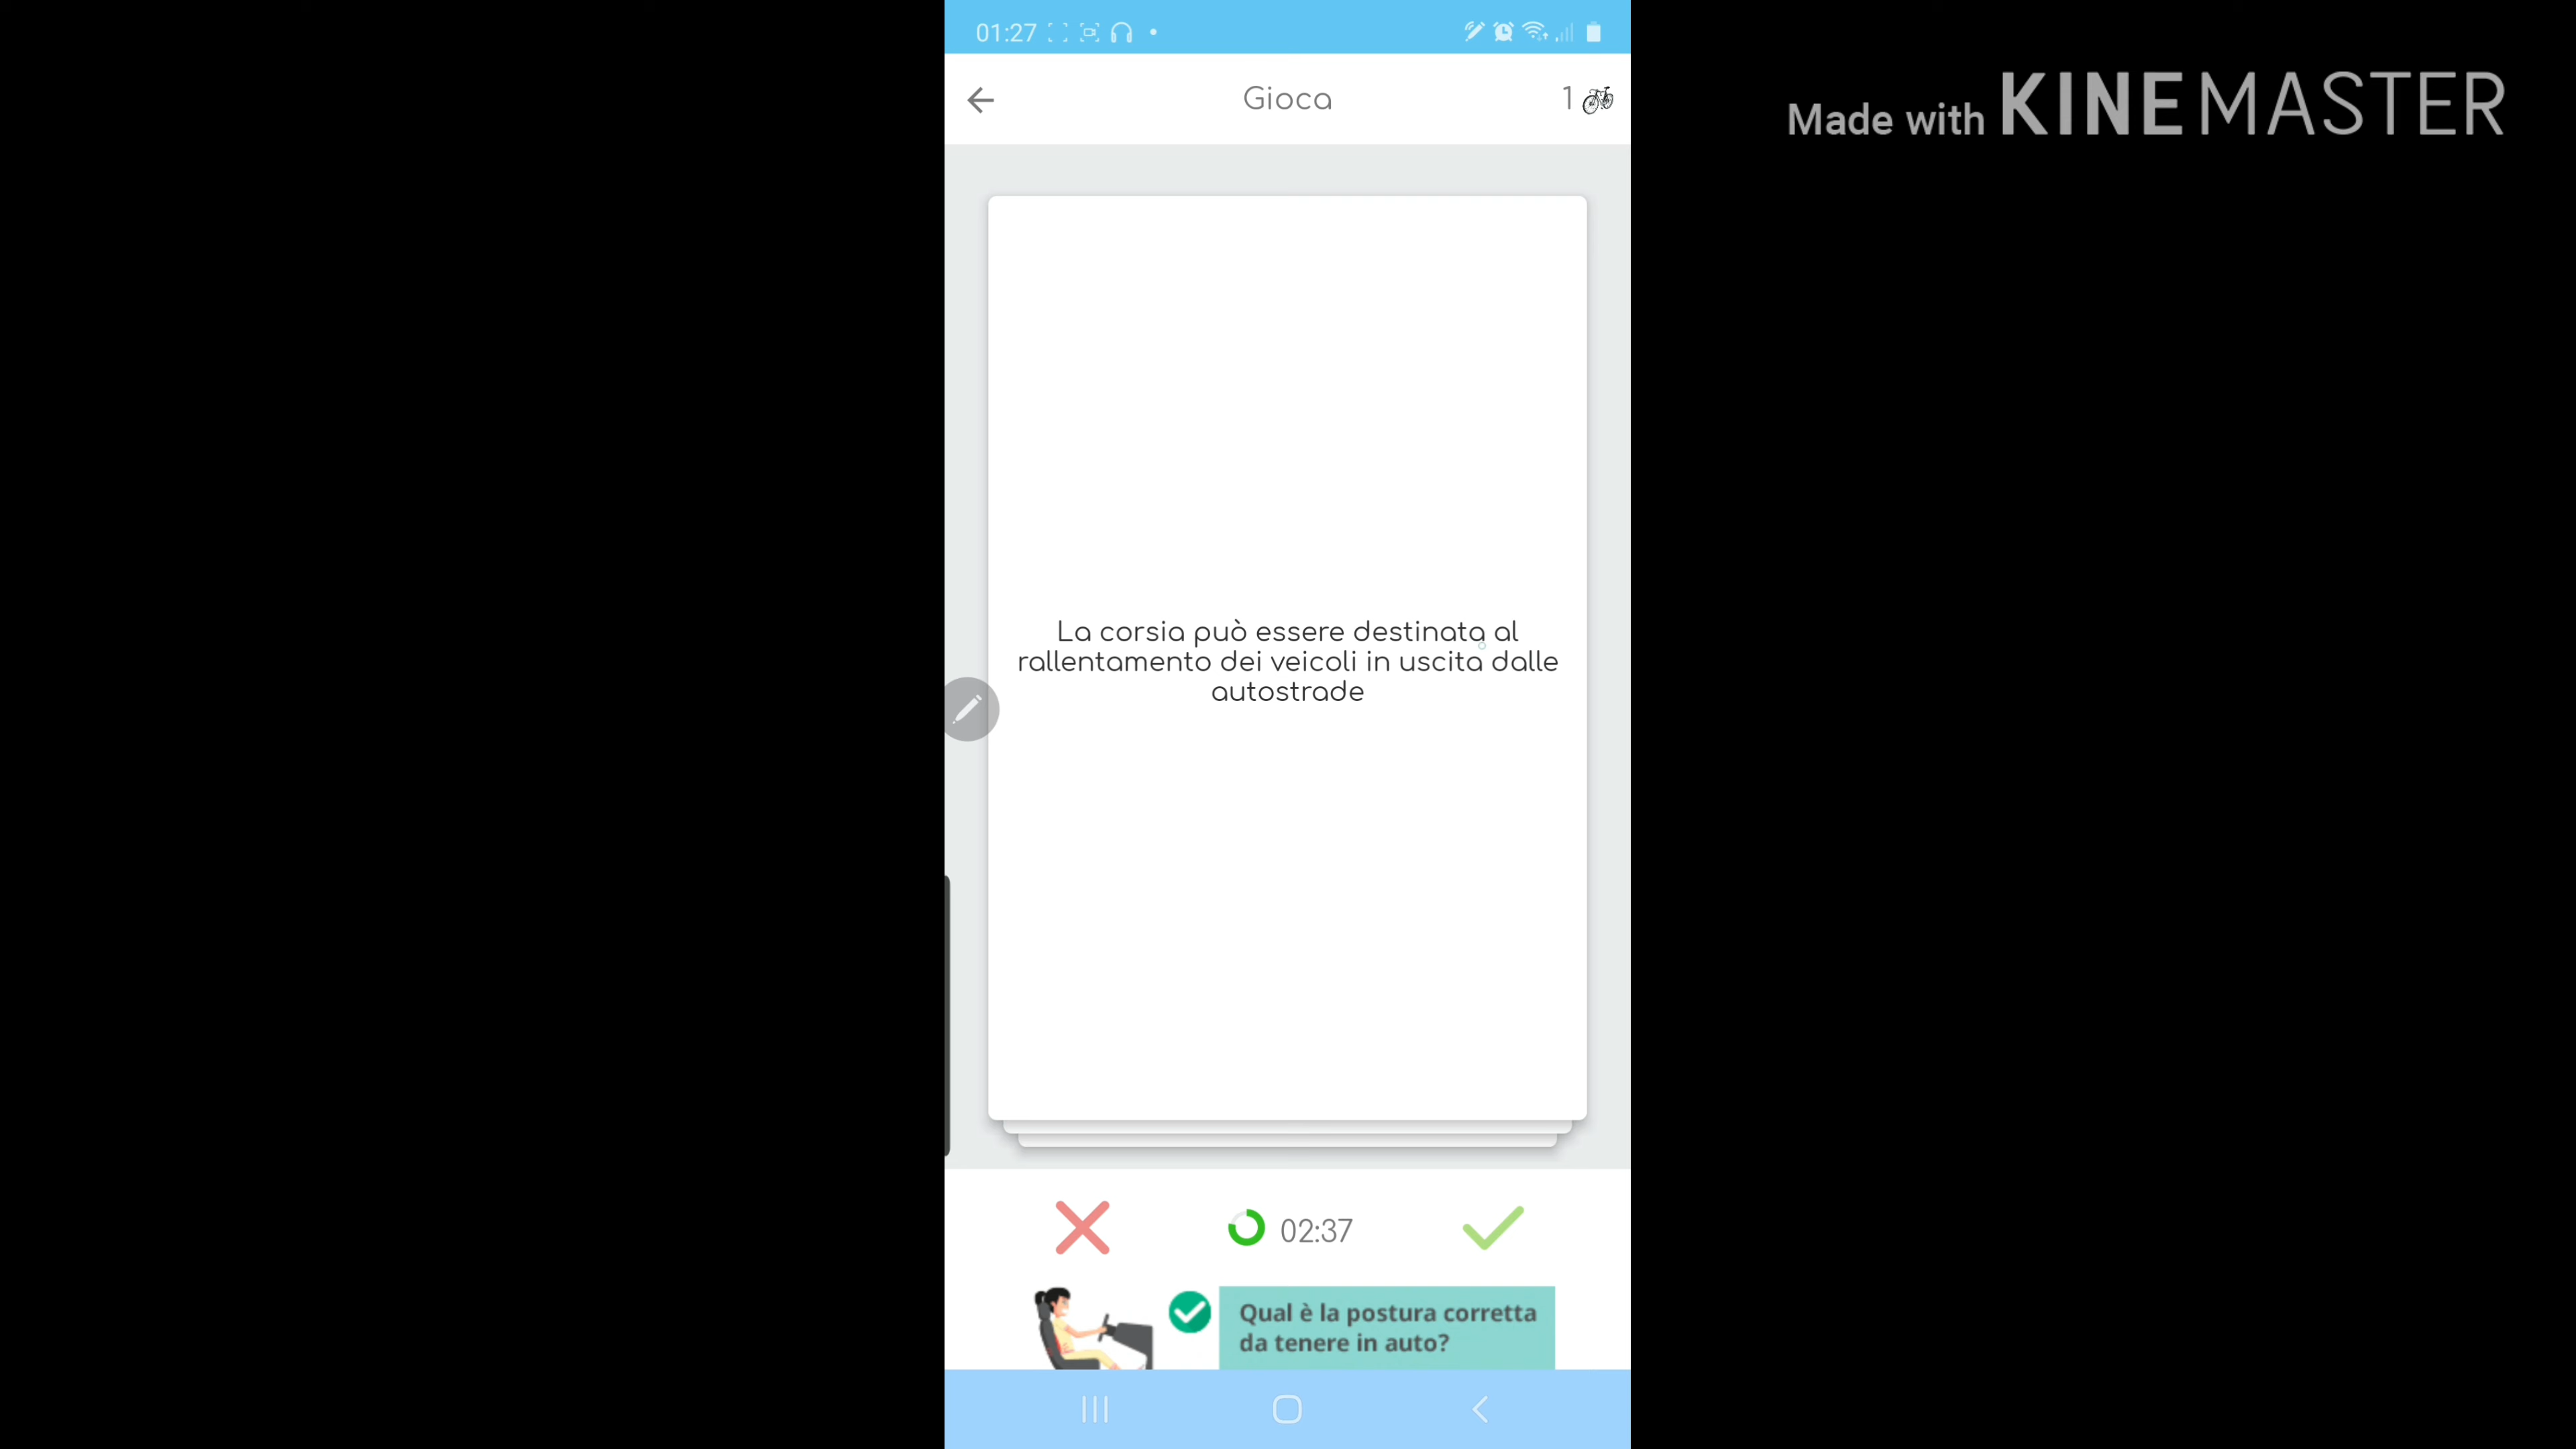 01:27
Gioca
1
Made with KINEMASTER
La corsia può essere destinata al
rallentamento dei veicoli in uscita dalle
autostrade
02:37
Qual è la postura corretta
da tenere in auto?